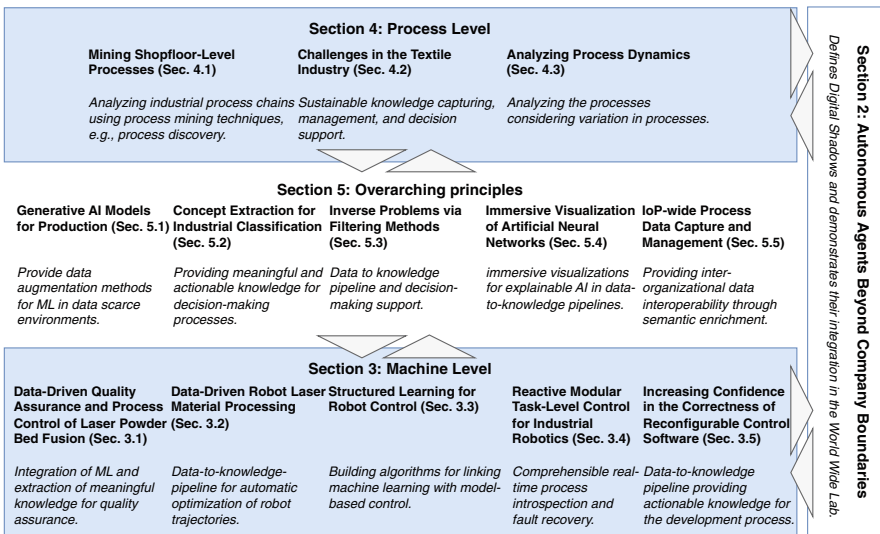 Section 4: Process Level
Mining Shopfloor-Level
Processes (Sec. 4.1)
Analyzing industrial process chains
using process mining techniques,
e.g., process discovery.
Challenges in the Textile
Industry (Sec. 4.2)
Sustainable knowledge capturing,
management, and decision
support.
Analyzing Process Dynamics
(Sec. 4.3)
Analyzing the processes
considering variation in processes.
Section 5: Overarching principles
Generative AI Models
for Production (Sec. 5.1)
Provide data
augmentation methods
for ML in data scarce
environments.
Concept Extraction for
Industrial Classification
(Sec. 5.2)
Providing meaningful and
actionable knowledge for
decision-making
processes.
Inverse Problems via
Filtering Methods
(Sec. 5.3)
Data to knowledge
pipeline and decision-
making support.
Immersive Visualization
of Artificial Neural
Networks (Sec. 5.4)
immersive visualizations
for explainable AI in data-
to-knowledge pipelines.
IoP-wide Process
Data Capture and
Management (Sec. 5.5)
Providing inter-
organizational data
interoperability through
semantic enrichment.
Section 3: Machine Level
Data-Driven Quality
Assurance and Process
Control of Laser Powder
Bed Fusion (Sec. 3.1)
Integration of ML and
extraction of meaningful
knowledge for quality
assurance.
Data-Driven Robot Laser
Material Processing
(Sec. 3.2)
Data-to-knowledge-
pipeline for automatic
optimization of robot
trajectories.
Structured Learning for
Robot Control (Sec. 3.3)
Building algorithms for linking
machine learning with model-
based control.
Reactive Modular
Task-Level Control
for Industrial
Robotics (Sec. 3.4)
Comprehensible real-
time process
introspection and
fault recovery.
Increasing Confidence
in the Correctness of
Reconfigurable Control
Software (Sec. 3.5)
Data-to-knowledge
pipeline providing
actionable knowledge for
the development process.
Section 2: Autonomous Agents Beyond Company Boundaries
Defines Digital Shadows and demonstrates their integration in the World Wide Lab.